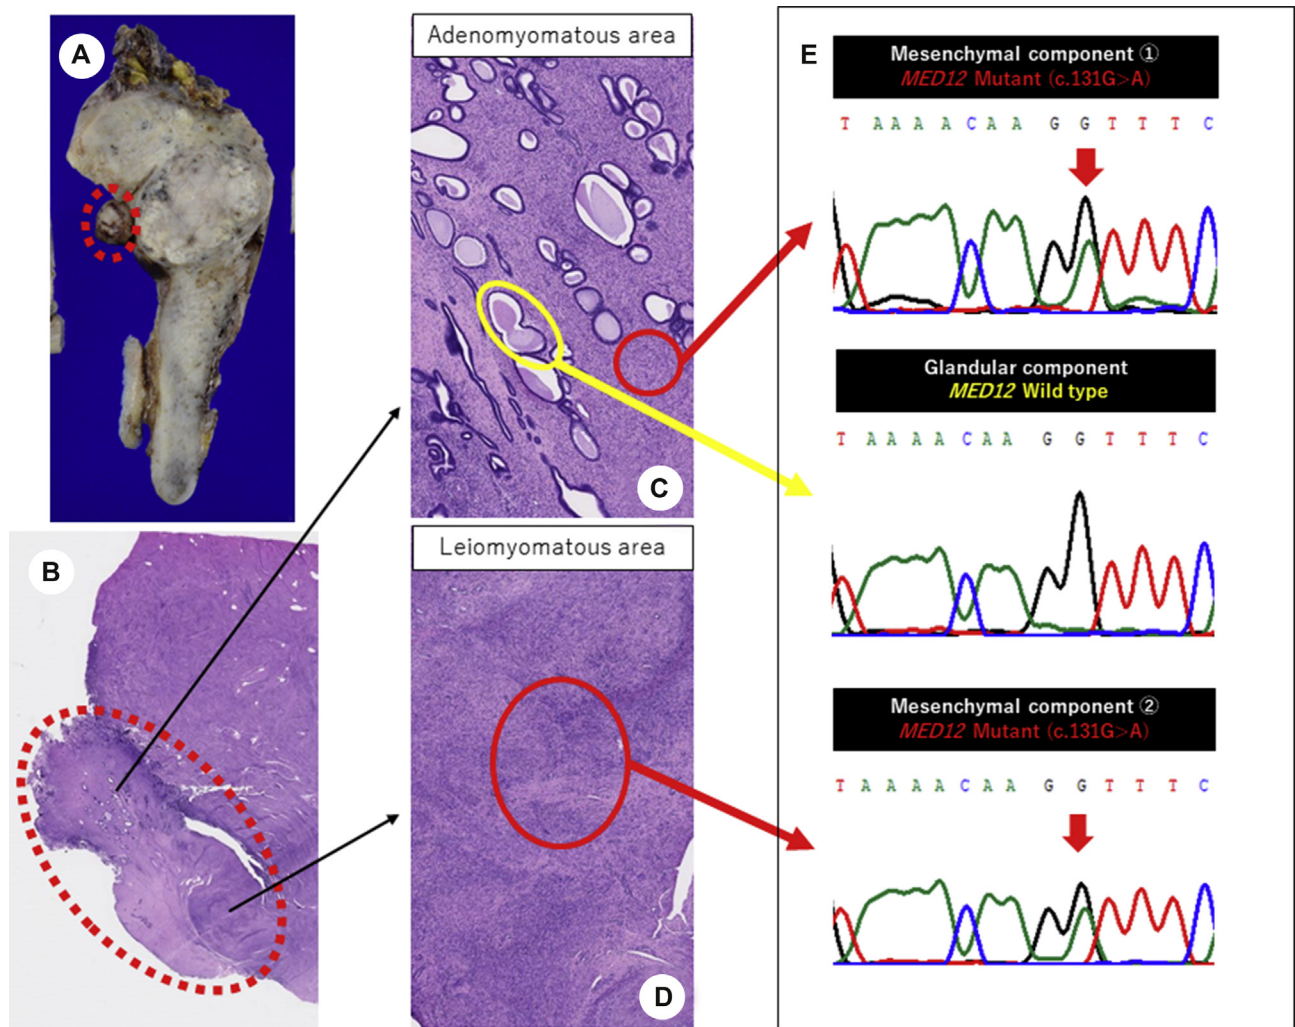 A
B
Adenomyomatous area
C
Leiomyomatous area
D
E
Mesenchymal component ①
MED12 Mutant (c.131G>A)
T A A A A C A A G G T T T C
Glandular component
MED12 Wild type
T A A A A C A A G G T T T C
Mesenchymal component ②
MED12 Mutant (c.131G>A)
T A A A A C A A G G T T T C